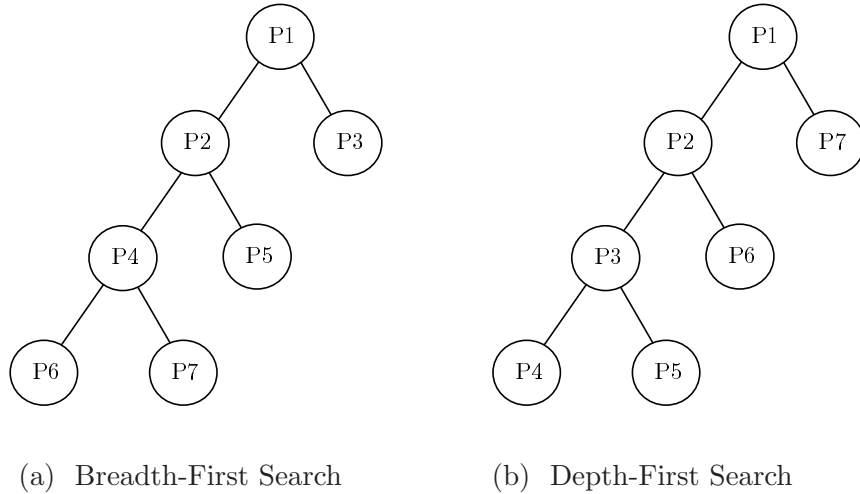 P1
P1
P2
P3
P2
P7
P4
P5
P3
P6
P6
P7
P4
P5
(a) Breadth-First Search
(b) Depth-First Search